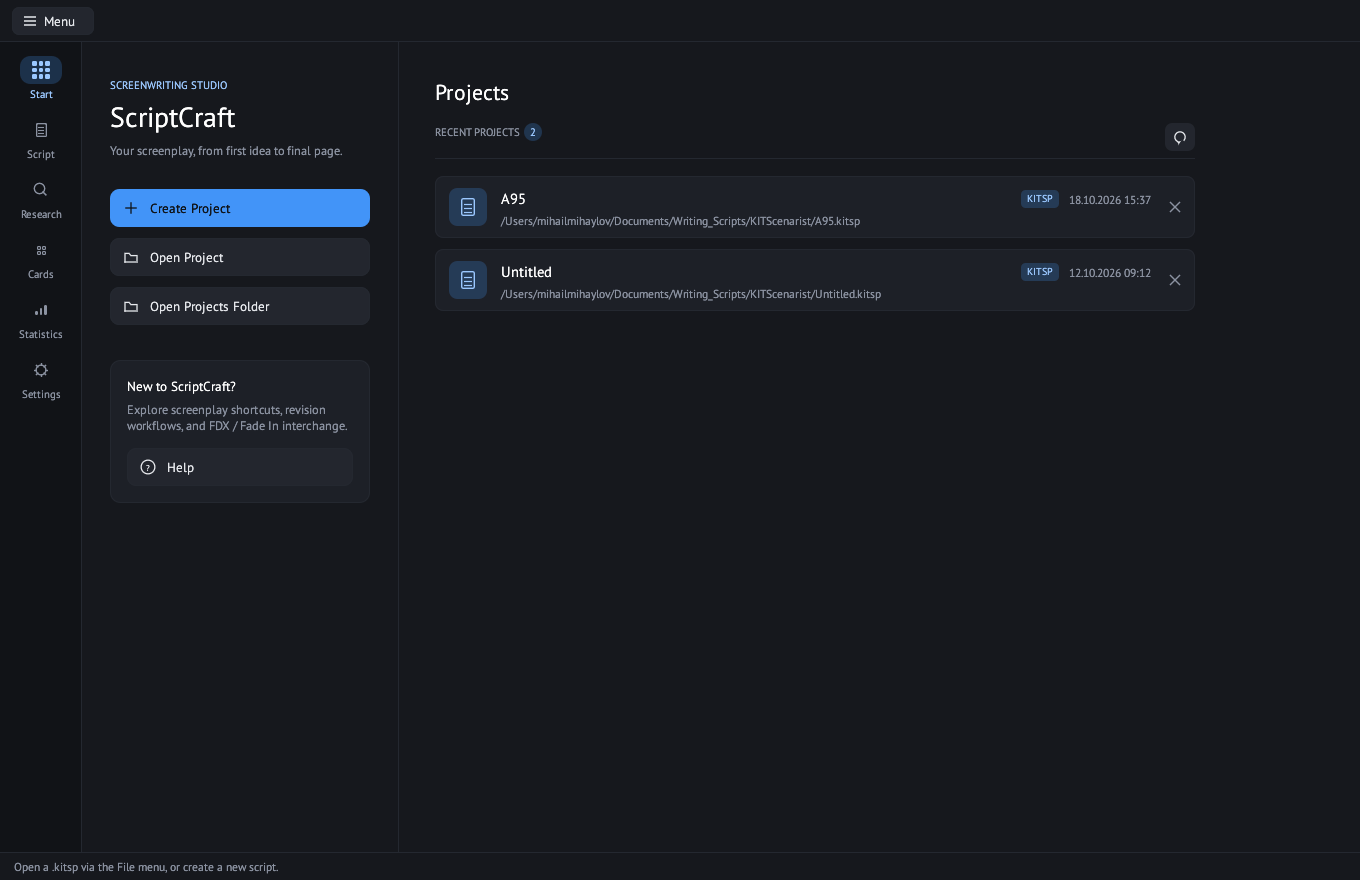 Menu
Start
Script
Research
Cards
Statistics
Settings
SCREENWRITING STUDIO
ScriptCraft
Your screenplay, from first idea to final page.
Create Project
Open Project
Open Projects Folder
New to ScriptCraft?
Explore screenplay shortcuts, revision
workflows, and FDX / Fade In interchange.
? Help
Projects
RECENT PROJECTS 2
A95 KITSP 18.10.2026 15:37
/Users/mihailmihaylov/Documents/Writing_Scripts/KITScenarist/A95.kitsp
Untitled KITSP 12.10.2026 09:12
/Users/mihailmihaylov/Documents/Writing_Scripts/KITScenarist/Untitled.kitsp
Open a .kitsp via the File menu, or create a new script.